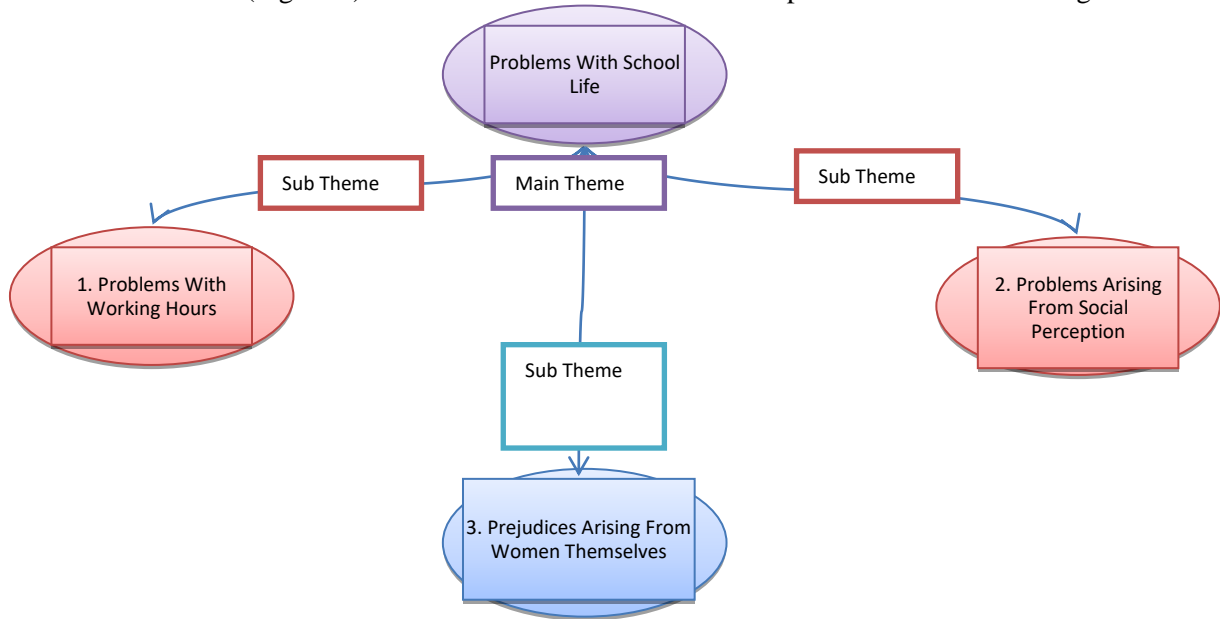 Problems With School
Life
Sub Theme
Main Theme
Sub Theme
1. Problems With
Working Hours
2. Problems Arising
From Social
Perception
Sub Theme
3. Prejudices Arising From
Women Themselves